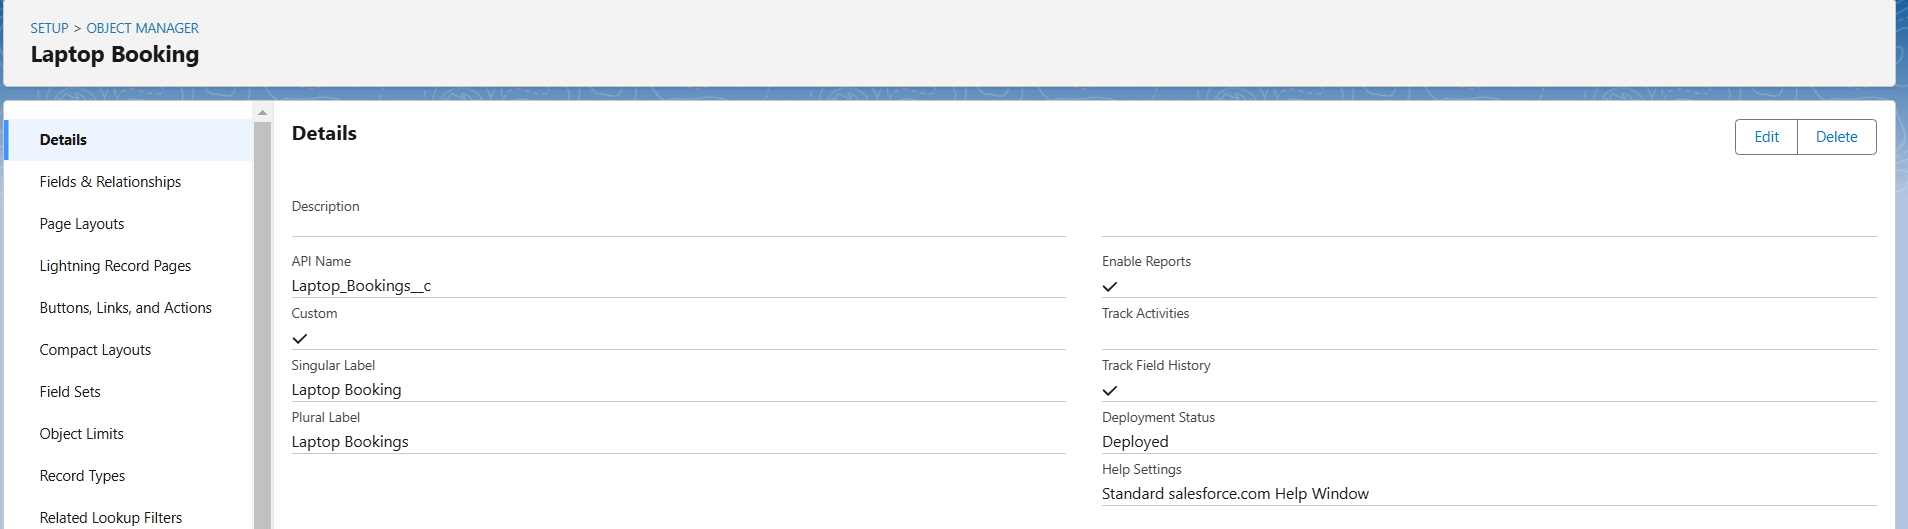 SETUP > OBJECT MANAGER
Laptop Booking
Details
Fields & Relationships
Page Layouts
Lightning Record Pages
Buttons, Links, and Actions
Compact Layouts
Field Sets
Object Limits
Record Types
Related Lookup Filters
Details
Edit
Delete
Description
API Name
Laptop_Bookings__c
Custom
Singular Label
Laptop Booking
Plural Label
Laptop Bookings
Enable Reports
Track Activities
Track Field History
Deployment Status
Deployed
Help Settings
Standard salesforce.com Help Window